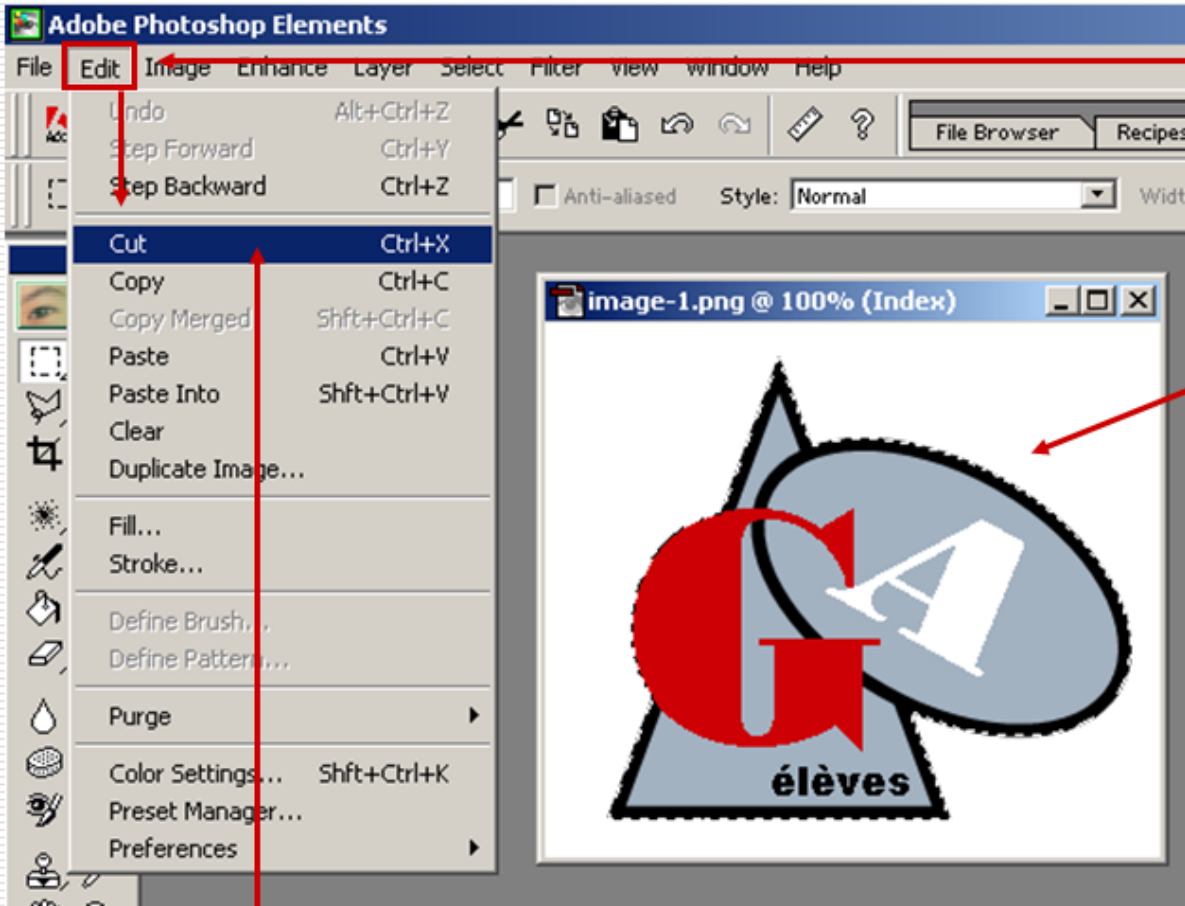 Adobe Photoshop Elements
File Edit Image Enhance Layer Select Filter View Window Help
Undo Alt+Ctrl+Z
Step Forward Ctrl+Y
Step Backward Ctrl+Z
Cut Ctrl+X
Copy Ctrl+C
Copy Merged Shft+Ctrl+C
Paste Ctrl+V
Paste Into Shft+Ctrl+V
Clear
Duplicate Image...
Fill...
Stroke...
Define Brush...
Define Pattern...
Purge
Color Settings... Shft+Ctrl+K
Preset Manager...
Preferences
File Browser Recipes
Anti-aliased Style: Normal Widt
image-1.png @ 100% (Index)
G A
élèves